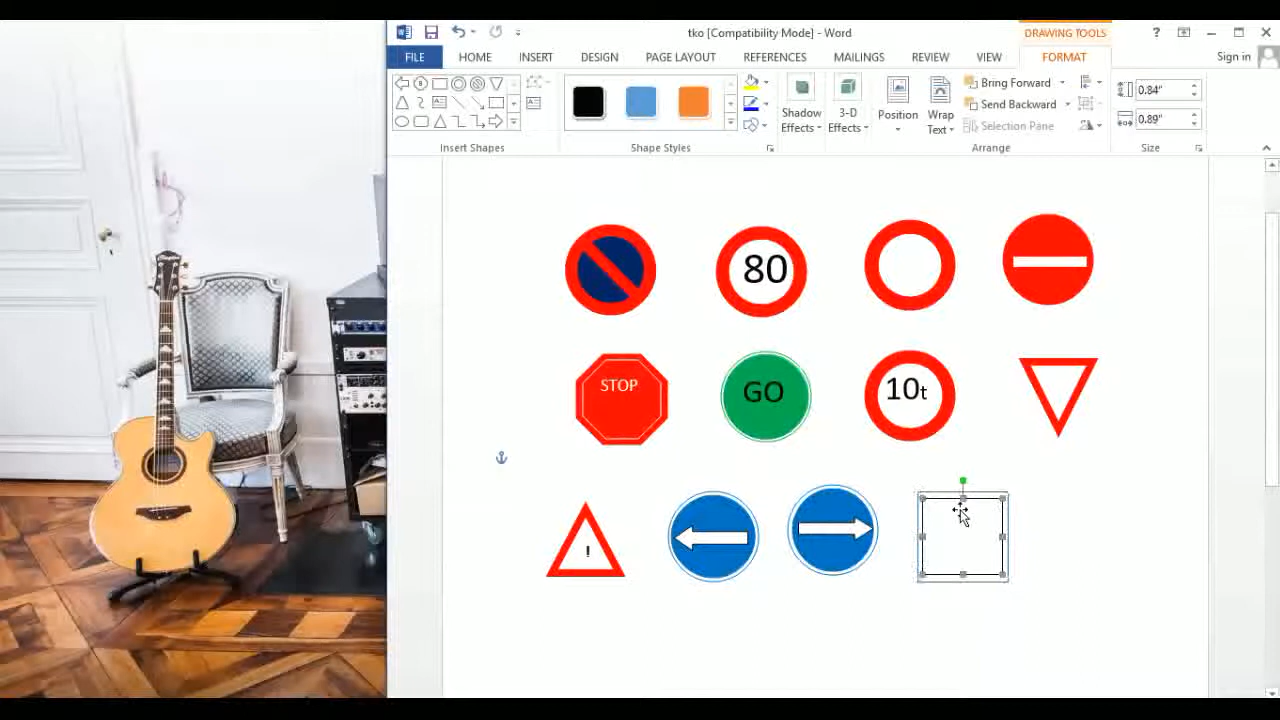 tko [Compatibility Mode] - Word
DRAWING TOOLS
FILE HOME INSERT DESIGN PAGE LAYOUT REFERENCES MAILINGS REVIEW VIEW FORMAT
Sign in
Shadow Effects
3-D Effects
Position
Wrap Text
Bring Forward
Send Backward
Selection Pane
0.84"
0.89"
Insert Shapes
Shape Styles
Arrange
Size
80
STOP
GO
10t
!